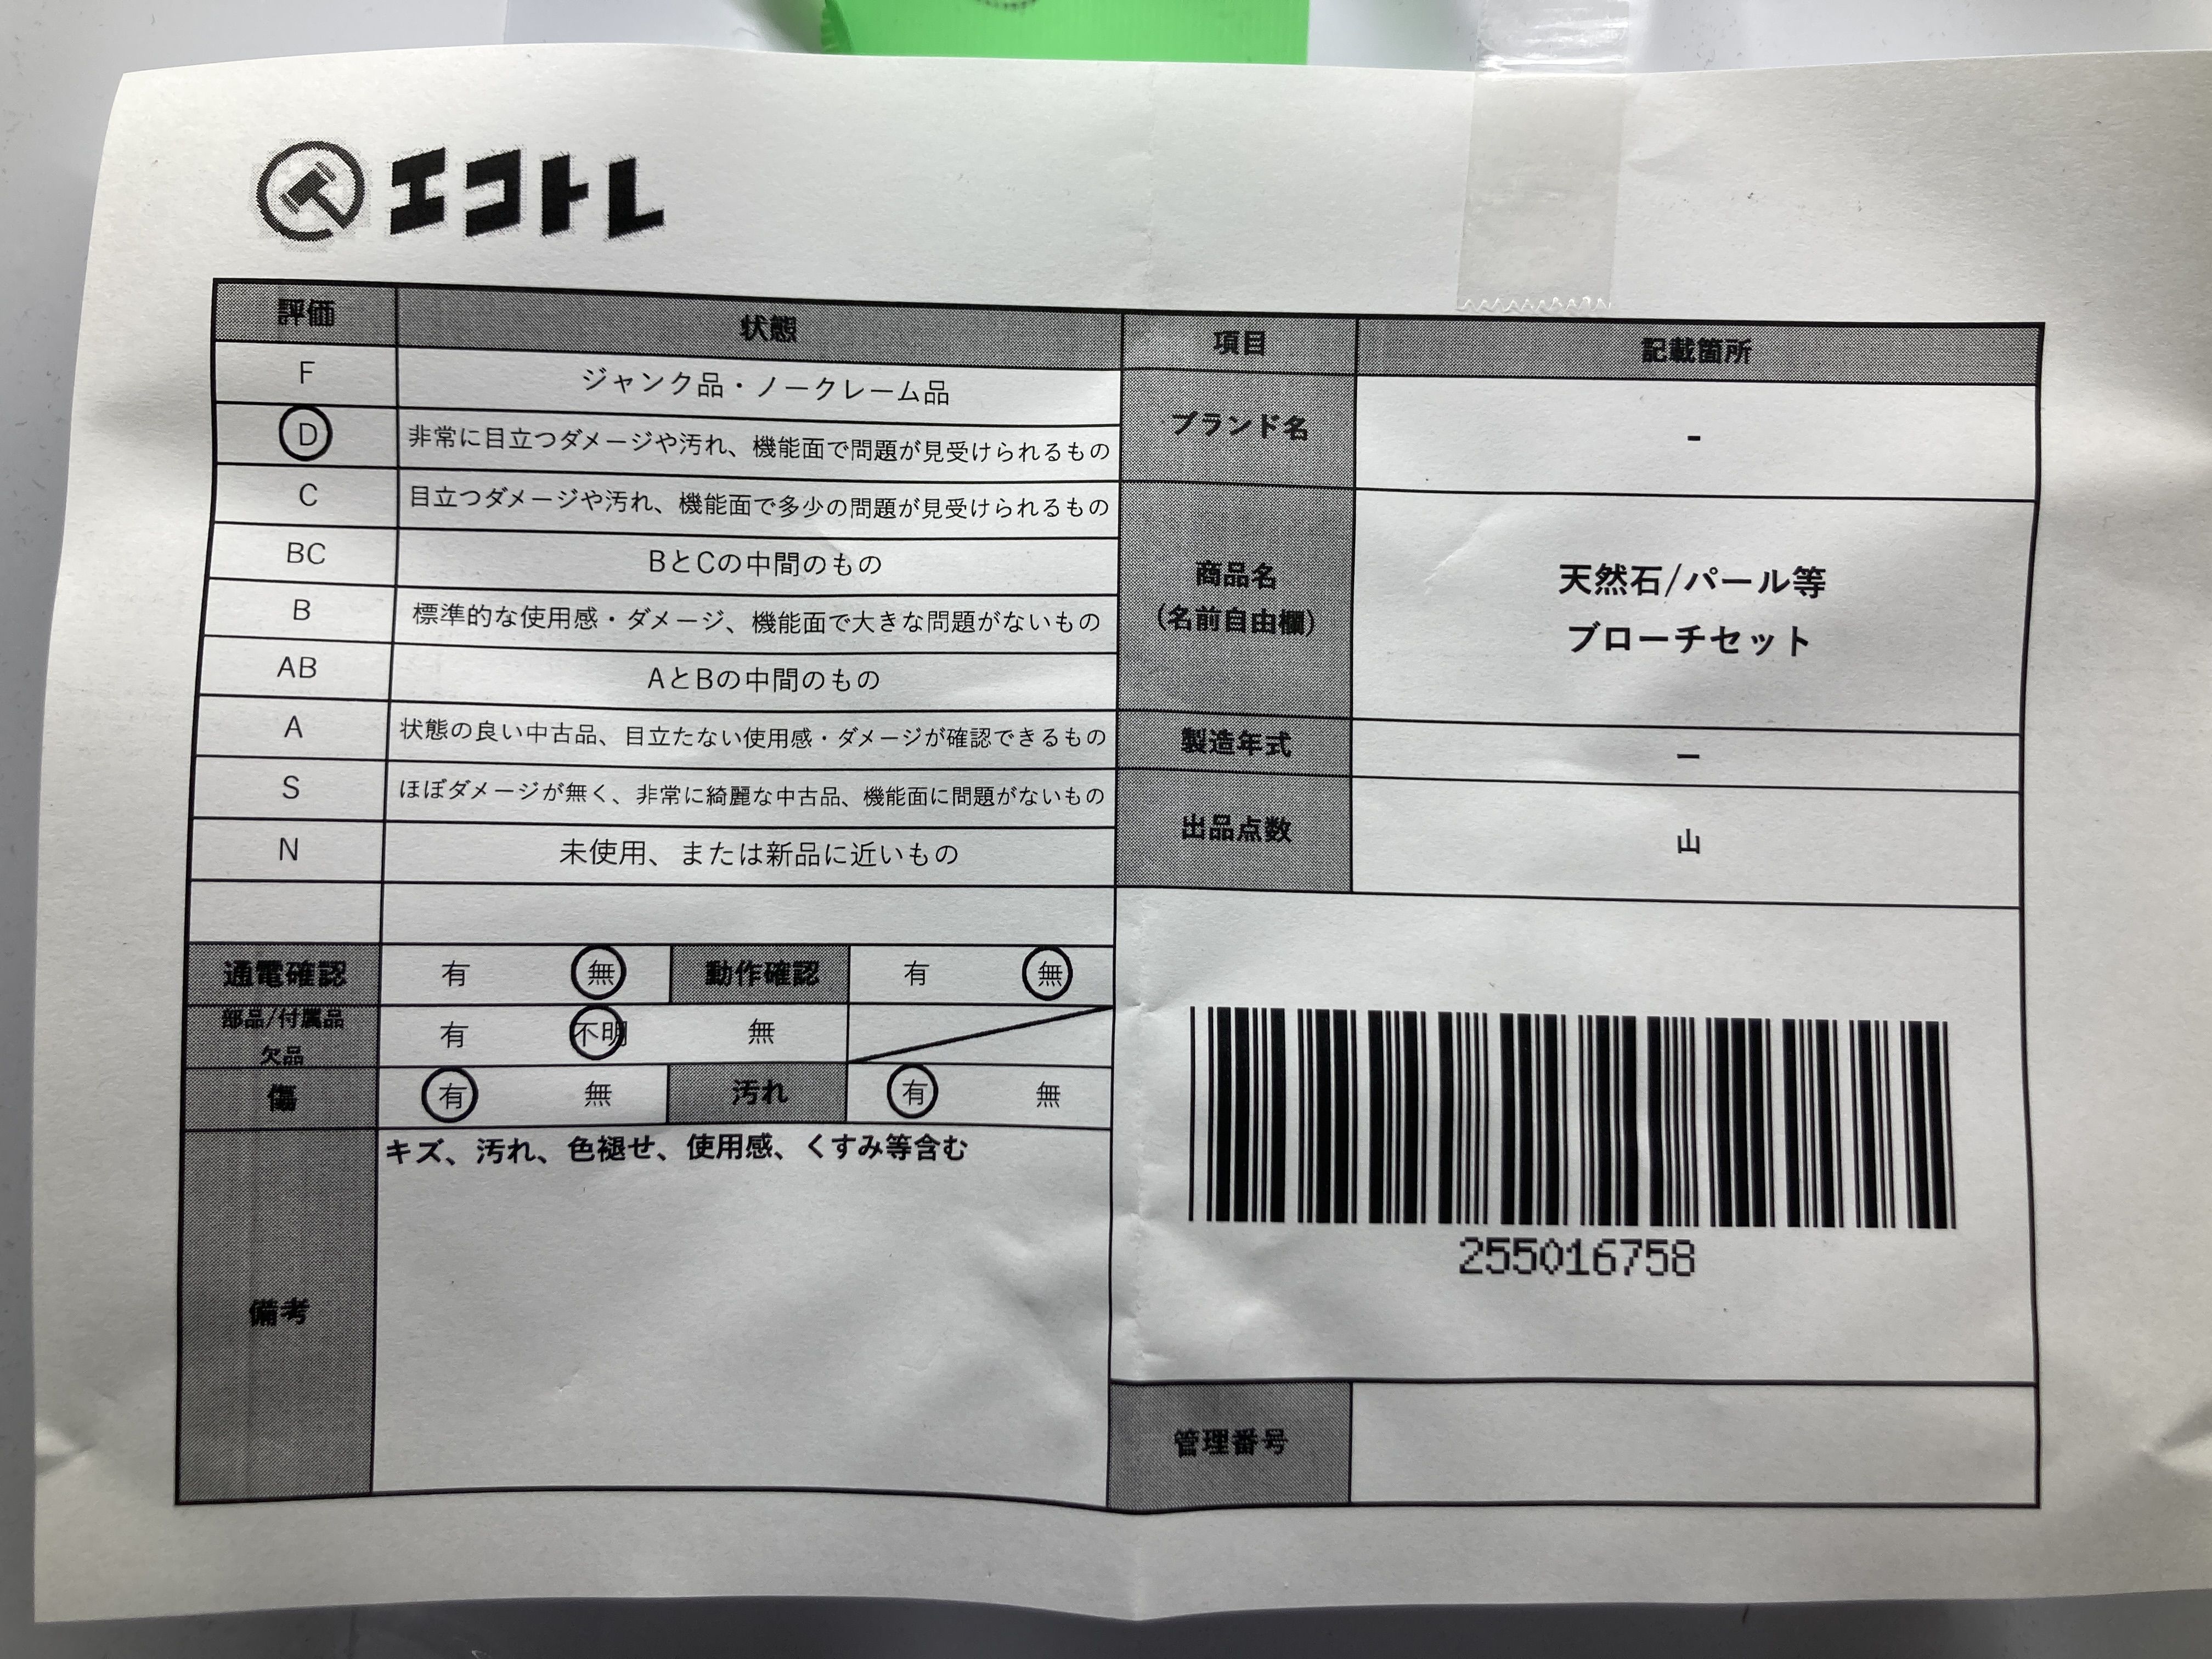 エコトレ
評価 状態
F ジャンク品・ノークレーム品
D 非常に目立つダメージや汚れ、機能面で問題が見受けられるもの
C 目立つダメージや汚れ、機能面で多少の問題が見受けられるもの
BC BとCの中間のもの
B 標準的な使用感・ダメージ、機能面で大きな問題がないもの
AB AとBの中間のもの
A 状態の良い中古品、目立たない使用感・ダメージが確認できるもの
S ほぼダメージが無く、非常に綺麗な中古品、機能面に問題がないもの
N 未使用、または新品に近いもの
通電確認 有 無 動作確認 有 無
部品/付属品
欠品 有 不明 無
傷 有 無 汚れ 有 無
備考 キズ、汚れ、色褪せ、使用感、くすみ等含む
項目 記載箇所
ブランド名 -
商品名
(名前自由欄)
天然石/パール等
ブローチセット
製造年式 ー
出品点数 山
255016758
管理番号